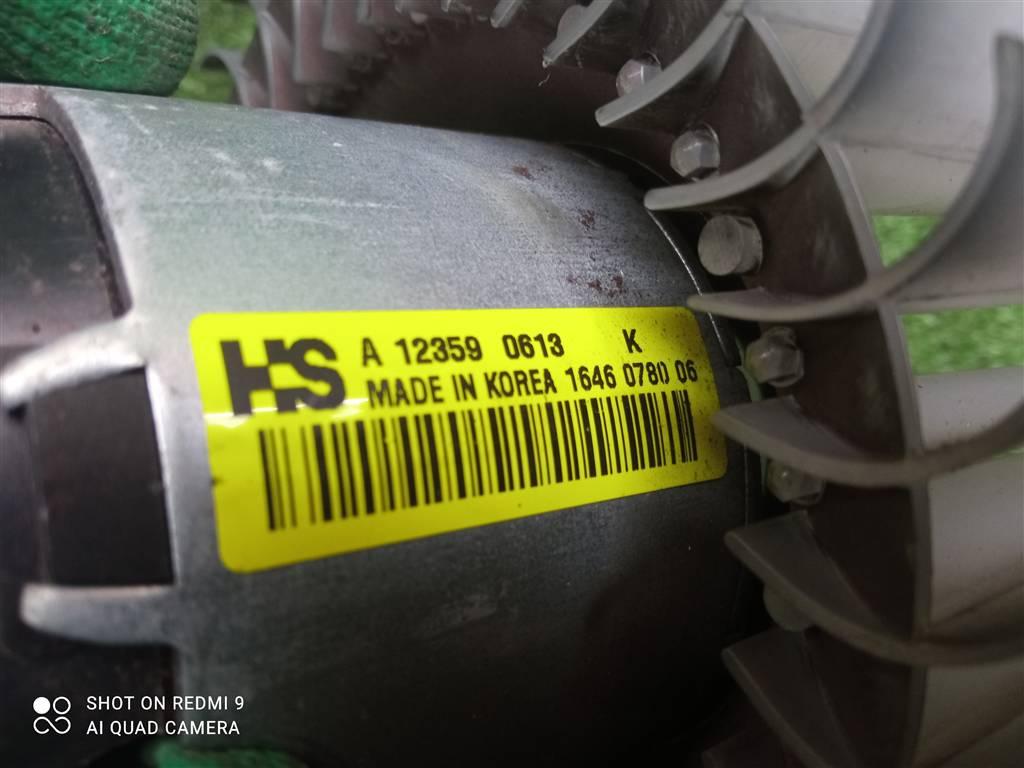 HS A 12359 0613 K
MADE IN KOREA 1646 0780 06
SHOT ON REDMI 9
AI QUAD CAMERA